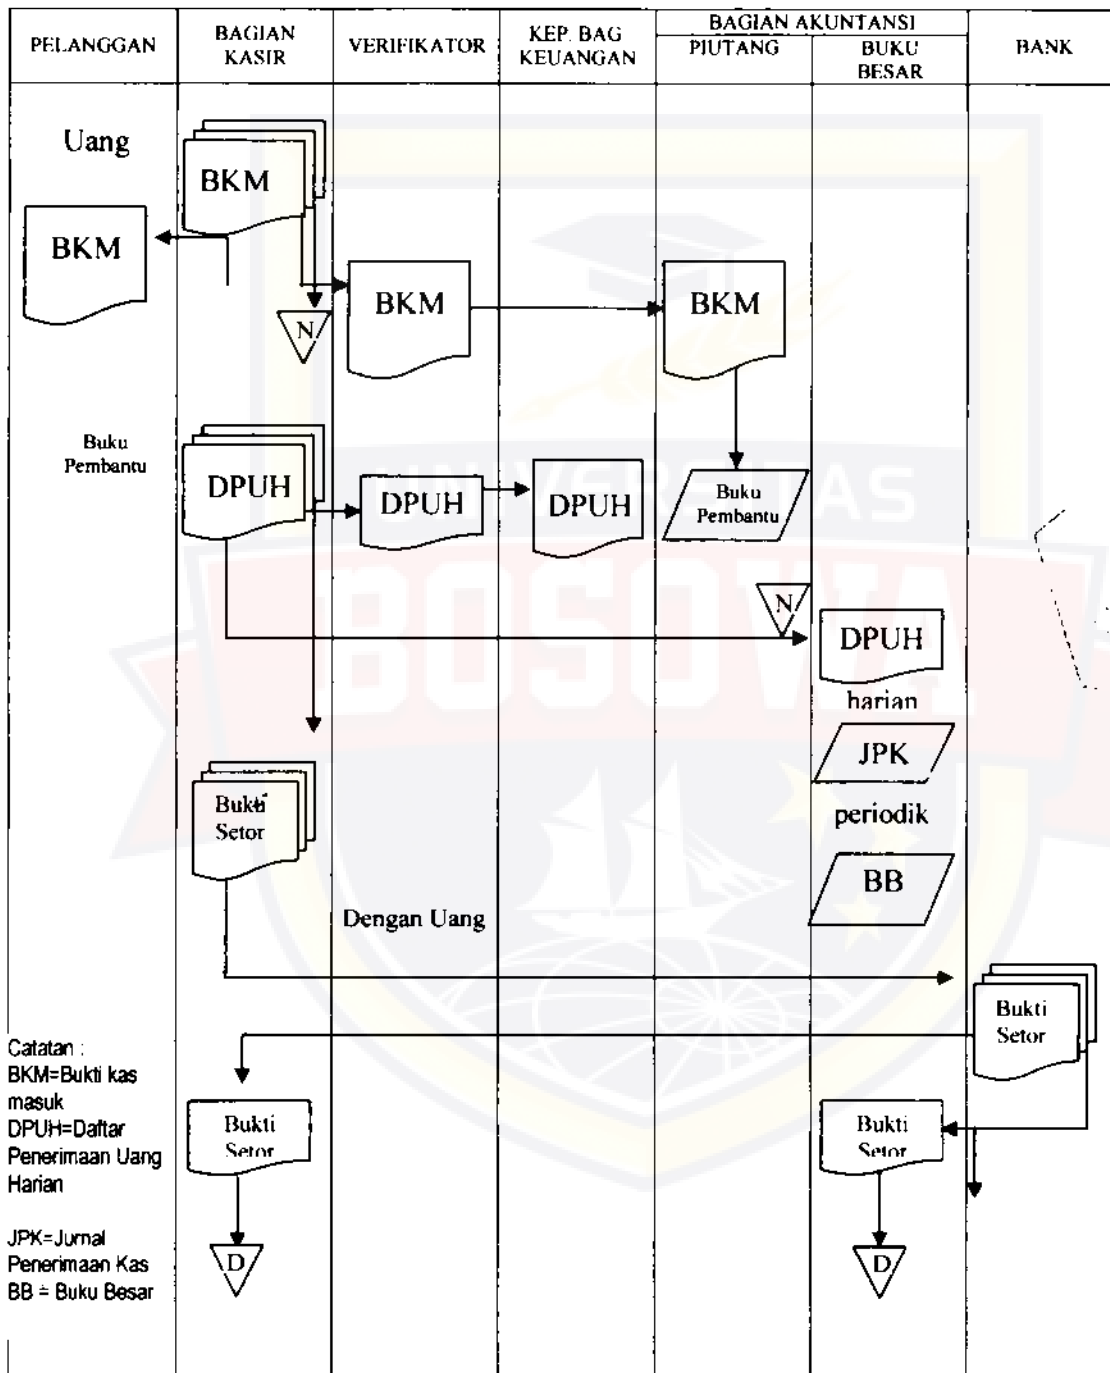 PELANGGAN
BAGIAN
KASIR
VERIFIKATOR
KEP. BAG
KEUANGAN
BAGIAN AKUNTANSI
PIUTANG
BUKU
BESAR
BANK
Uang
BKM
BKM
BKM
BKM
N
Buku
Pembantu
DPUH
DPUH
DPUH
Buku
Pembantu
UNIVERSITAS
BOSOWA
N
DPUH
harian
JPK
periodik
BB
Bukti
Setor
Dengan Uang
Bukti
Setor
Catatan :
BKM=Bukti kas
masuk
DPUH=Daftar
Penerimaan Uang
Harian
JPK=Jurnal
Penerimaan Kas
BB = Buku Besar
Bukti
Setor
D
Bukti
Setor
D